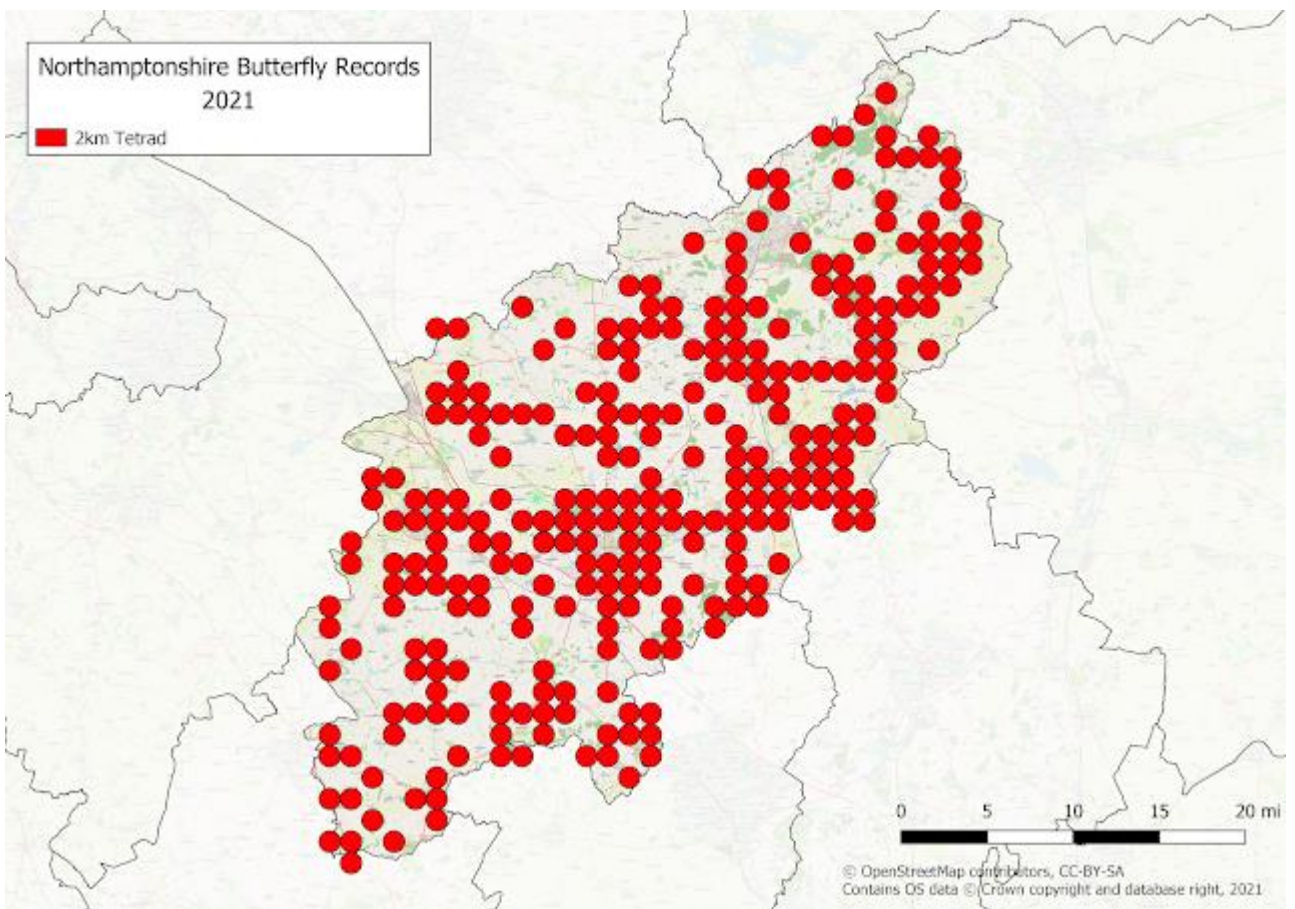 Northamptonshire Butterfly Records
2021
2km Tetrad
0 5 10 15 20 mi
© OpenStreetMap contributors, CC-BY-SA
Contains OS data © Crown copyright and database right, 2021